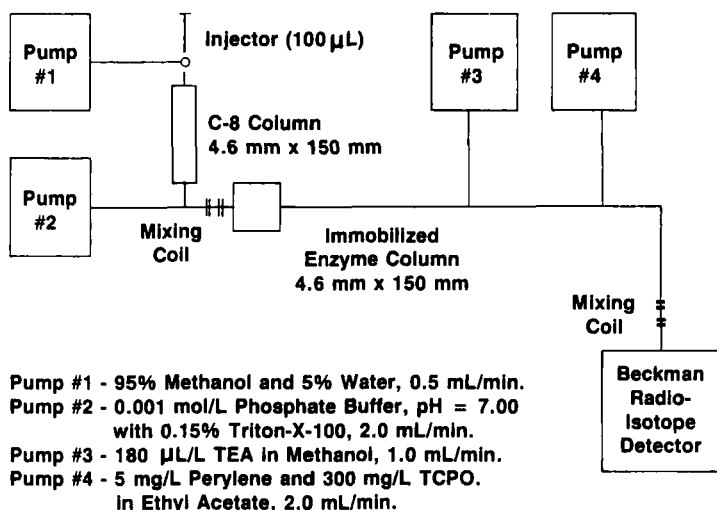 Pump
#1
Injector (100 µL)
Pump
#3
Pump
#4
C-8 Column
4.6 mm x 150 mm
Pump
#2
Mixing
Coil
Immobilized
Enzyme Column
4.6 mm x 150 mm
Mixing
Coil
Beckman
Radio-
Isotope
Detector
Pump #1 - 95% Methanol and 5% Water, 0.5 mL/min.
Pump #2 - 0.001 mol/L Phosphate Buffer, pH = 7.00
with 0.15% Triton-X-100, 2.0 mL/min.
Pump #3 - 180 µL/L TEA in Methanol, 1.0 mL/min.
Pump #4 - 5 mg/L Perylene and 300 mg/L TCPO.
in Ethyl Acetate, 2.0 mL/min.